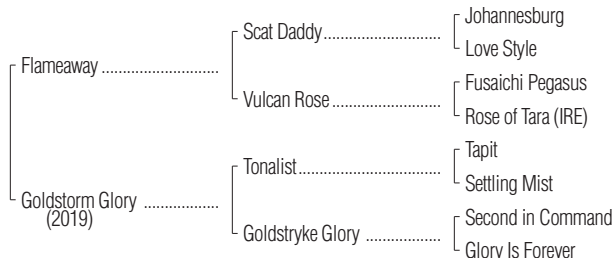 Johannesburg
Scat Daddy
Love Style
Flameaway
Fusaichi Pegasus
Vulcan Rose
Rose of Tara (IRE)
Tapit
Tonalist
Settling Mist
Goldstorm Glory
(2019)
Second in Command
Goldstryke Glory
Glory Is Forever